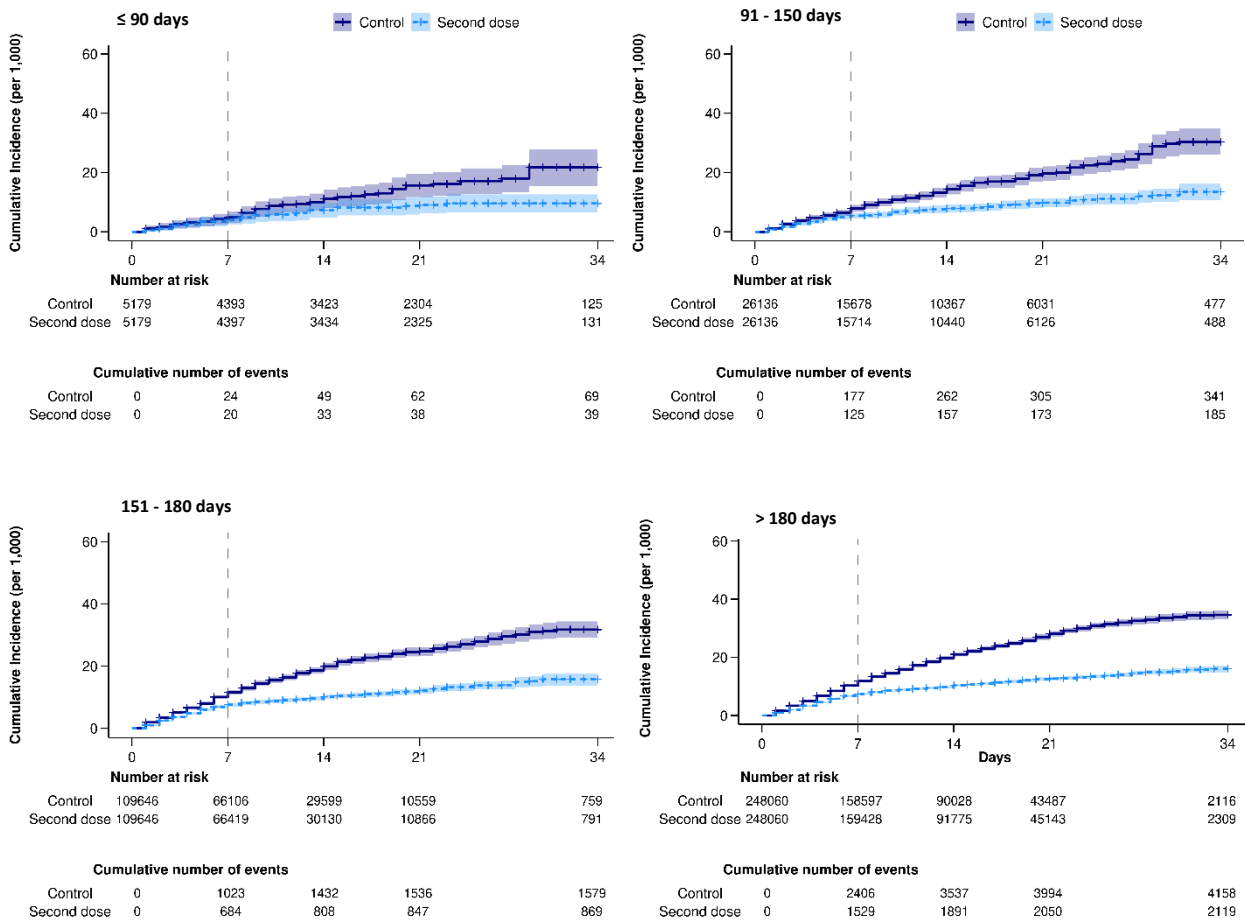 ≤ 90 days
Control Second dose
Cumulative Incidence (per 1,000)
60
40
20
0
0 7 14 21 34
Number at risk
Control 5179 4393 3423 2304 125
Second dose 5179 4397 3434 2325 131
Cumulative number of events
Control 0 24 49 62 69
Second dose 0 20 33 38 39
91 - 150 days
Control Second dose
Cumulative Incidence (per 1,000)
60
40
20
0
0 7 14 21 34
Number at risk
Control 26136 15678 10367 6031 477
Second dose 26136 15714 10440 6126 488
Cumulative number of events
Control 0 177 262 305 341
Second dose 0 125 157 173 185
151 - 180 days
Cumulative Incidence (per 1,000)
60
40
20
0
0 7 14 21 34
Number at risk
Control 109646 66106 29599 10559 759
Second dose 109646 66419 30130 10866 791
Cumulative number of events
Control 0 1023 1432 1536 1579
Second dose 0 684 808 847 869
> 180 days
Cumulative Incidence (per 1,000)
60
40
20
0
0 7 14 21 34
Days
Number at risk
Control 248060 158597 90028 43487 2116
Second dose 248060 159428 91775 45143 2309
Cumulative number of events
Control 0 2406 3537 3994 4158
Second dose 0 1529 1891 2050 2119